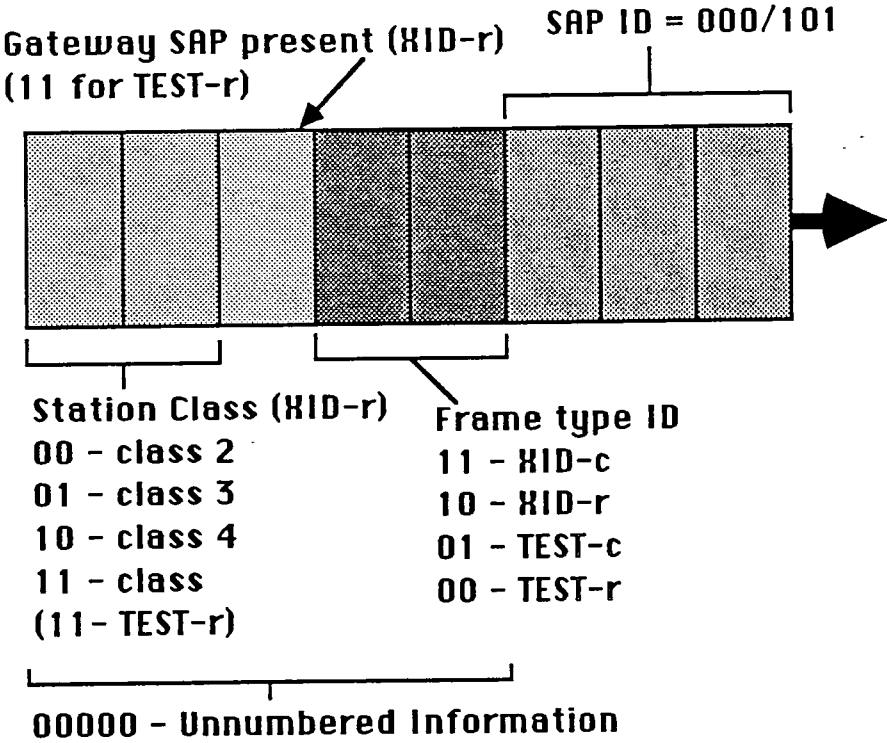 Gateway SAP present (XID-r)
(11 for TEST-r)
SAP ID = 000/101
Station Class (XID-r)
00 - class 2
01 - class 3
10 - class 4
11 - class
(11- TEST-r)
Frame type ID
11 - XID-c
10 - XID-r
01 - TEST-c
00 - TEST-r
00000 - Unnumbered Information